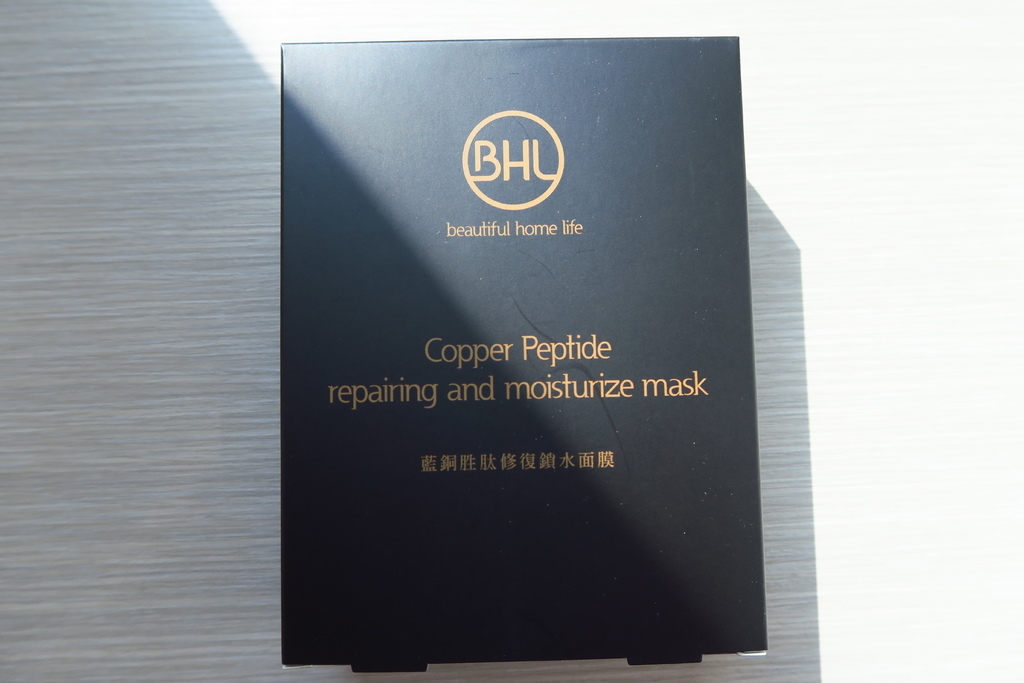 BHL
beautiful home life
Copper Peptide
repairing and moisturize mask
藍銅胜肽修復鎖水面膜